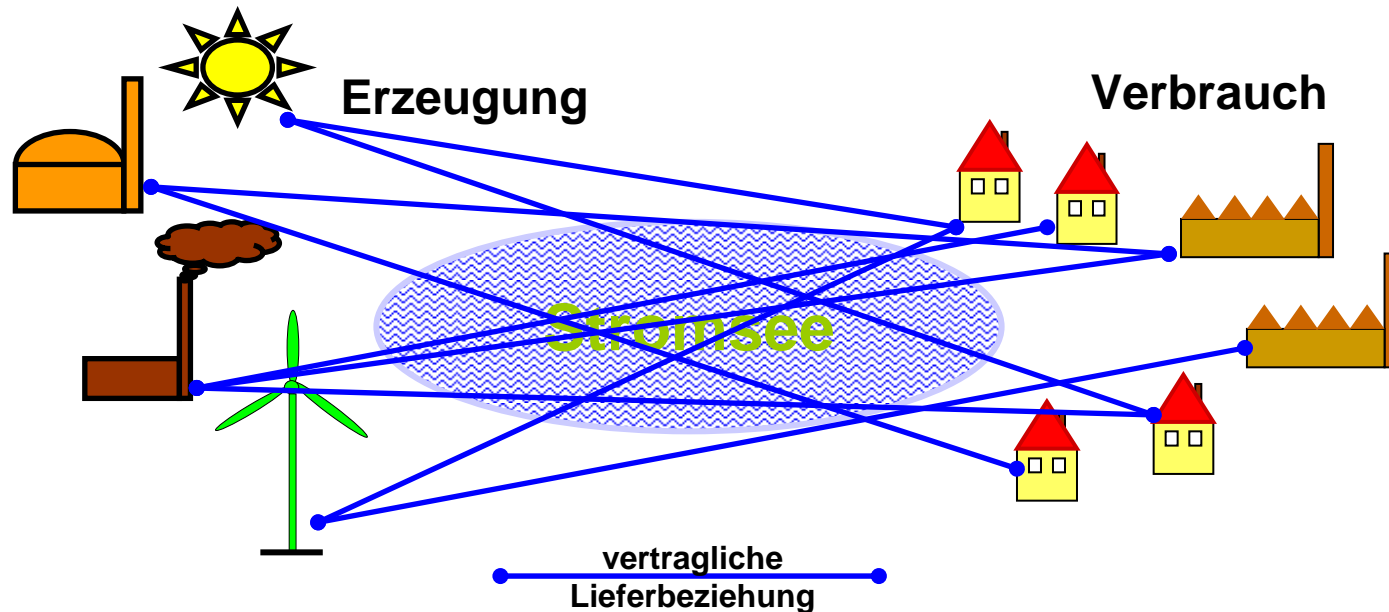 Erzeugung
Verbrauch
Stromsee
vertragliche
Lieferbeziehung